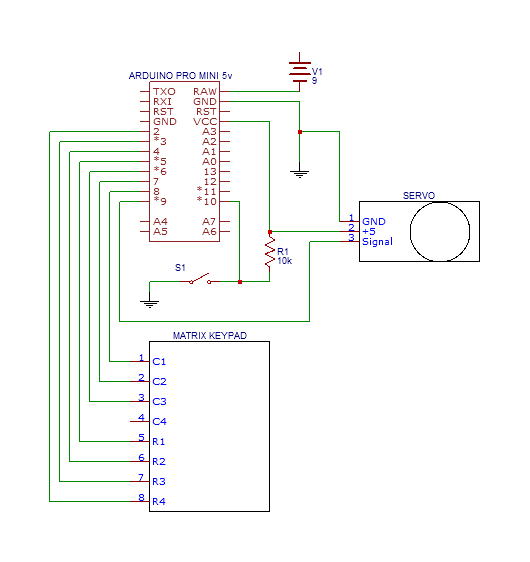 ARDUINO PRO MINI 5v
V1
9
TXO RAW
RXI GND
RST RST
GND VCC
2 A3
*3 A2
4 A1
*5 A0
*6 13
7 12
8 *11
*9 *10
A4 A7
A5 A6
SERVO
1 GND
2 +5
3 Signal
R1
10k
S1
MATRIX KEYPAD
1 C1
2 C2
3 C3
4 C4
5 R1
6 R2
7 R3
8 R4